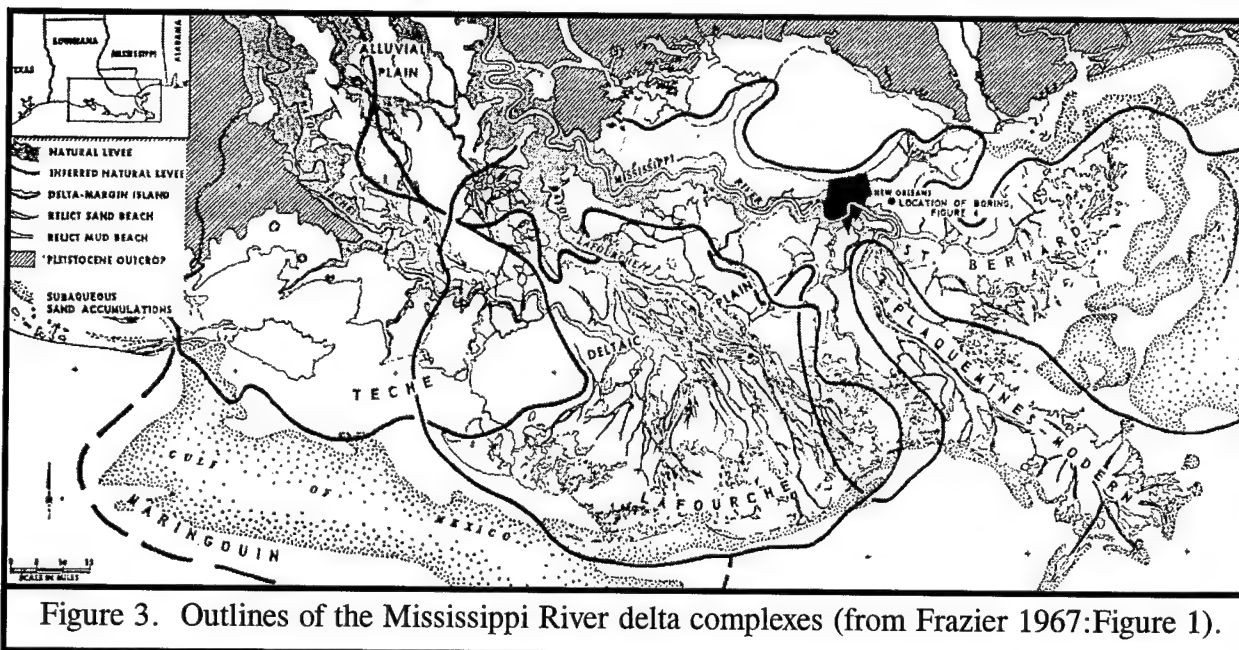 LOUISIANA
MISSISSIPPI
ALABAMA
TEXAS
NATURAL LEVEE
INFERRED NATURAL LEVEE
DELTA-MARGIN ISLAND
RELICT SAND BEACH
RELICT MUD BEACH
PLEISTOCENE OUTCROP
SUBAQUEOUS
SAND ACCUMULATIONS
ALLUVIAL
PLAIN
MISSISSIPPI
RIVER
NEW ORLEANS
LOCATION OF BORING,
FIGURE
ST. BERNARD
PLAQUEMINES-MODERN
DELTAIC
PLAIN
TECHE
LAFOURCHE
GULF
OF
MEXICO
MARINGOUIN
SCALE IN MILES
Figure 3. Outlines of the Mississippi River delta complexes (from Frazier 1967:Figure 1).